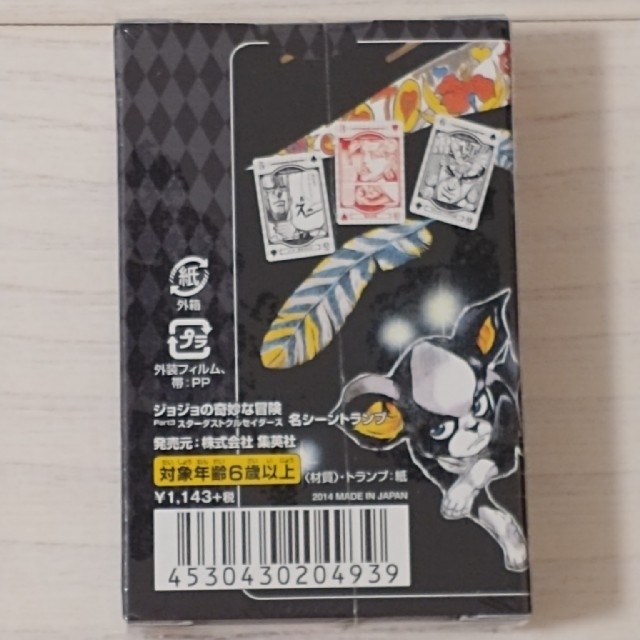 紙
外箱
プラ
外装フィルム、
帯:PP
ジョジョの奇妙な冒険
Part3 スターダストクルセイダース 名シーントランプ
発売元:株式会社 集英社
対象年齢6歳以上
〈材質〉・トランプ:紙
¥1,143+税
2014 MADE IN JAPAN
4530430204939